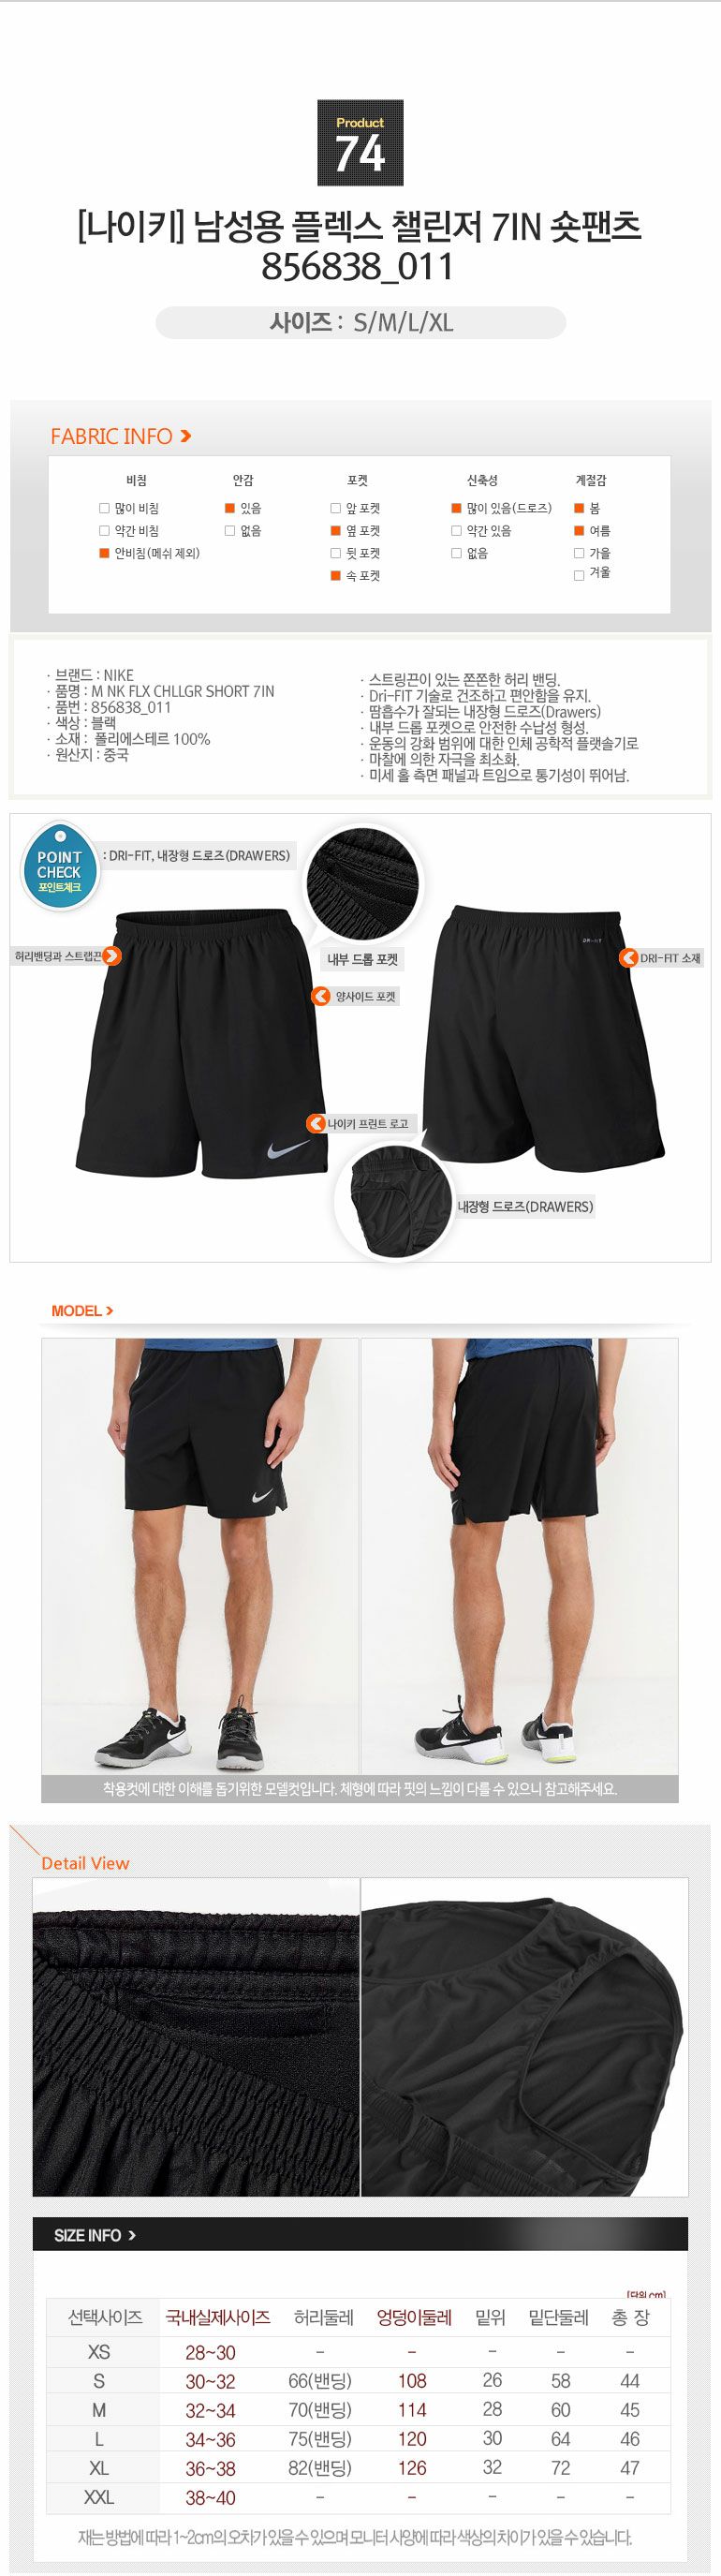 Product
74
[나이키] 남성용 플렉스 챌린저 7IN 숏팬츠
856838_011
사이즈 : S/M/L/XL
FABRIC INFO
비침 안감 포켓 신축성 계절감
많이 비침 있음 앞 포켓 많이 있음(드로즈) 봄
약간 비침 없음 옆 포켓 약간 있음 여름
안비침(메쉬 제외) 뒷 포켓 없음 가을
속 포켓 겨울
· 브랜드 : NIKE
· 품명 : M NK FLX CHLLGR SHORT 7IN
· 품번 : 856838_011
· 색상 : 블랙
· 소재 : 폴리에스테르 100%
· 원산지 : 중국
· 스트링끈이 있는 쫀쫀한 허리 밴딩.
· Dri-FIT 기술로 건조하고 편안함을 유지.
· 땀흡수가 잘되는 내장형 드로즈(Drawers)
· 내부 드롭 포켓으로 안전한 수납성 형성.
· 운동의 강화 범위에 대한 인체 공학적 플랫솔기로
· 마찰에 의한 자극을 최소화.
· 미세 홀 측면 패널과 트임으로 통기성이 뛰어남.
POINT
CHECK
포인트체크
: DRI-FIT, 내장형 드로즈(DRAWERS)
허리밴딩과 스트랩끈
내부 드롭 포켓
DRI-FIT
DRI-FIT 소재
양사이드 포켓
나이키 프린트 로고
내장형 드로즈(DRAWERS)
MODEL
착용컷에 대한 이해를 돕기위한 모델컷입니다. 체형에 따라 핏의 느낌이 다를 수 있으니 참고해주세요.
Detail View
SIZE INFO
[단위 cm]
선택사이즈 국내실제사이즈 허리둘레 엉덩이둘레 밑위 밑단둘레 총 장
XS 28~30 - - - - -
S 30~32 66(밴딩) 108 26 58 44
M 32~34 70(밴딩) 114 28 60 45
L 34~36 75(밴딩) 120 30 64 46
XL 36~38 82(밴딩) 126 32 72 47
XXL 38~40 - - - - -
재는 방법에 따라 1~2cm의 오차가 있을 수 있으며 모니터 사양에 따라 색상의 차이가 있을 수 있습니다.